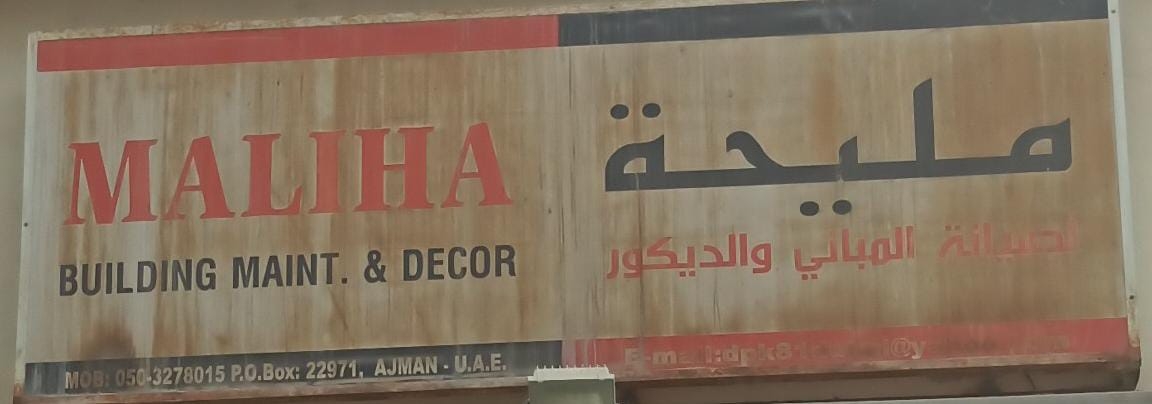 MALIHA
BUILDING MAINT. & DECOR
MOB: 050-3278015 P.O.Box: 22971, AJMAN - U.A.E.
مليحة
لصيانة المباني والديكور